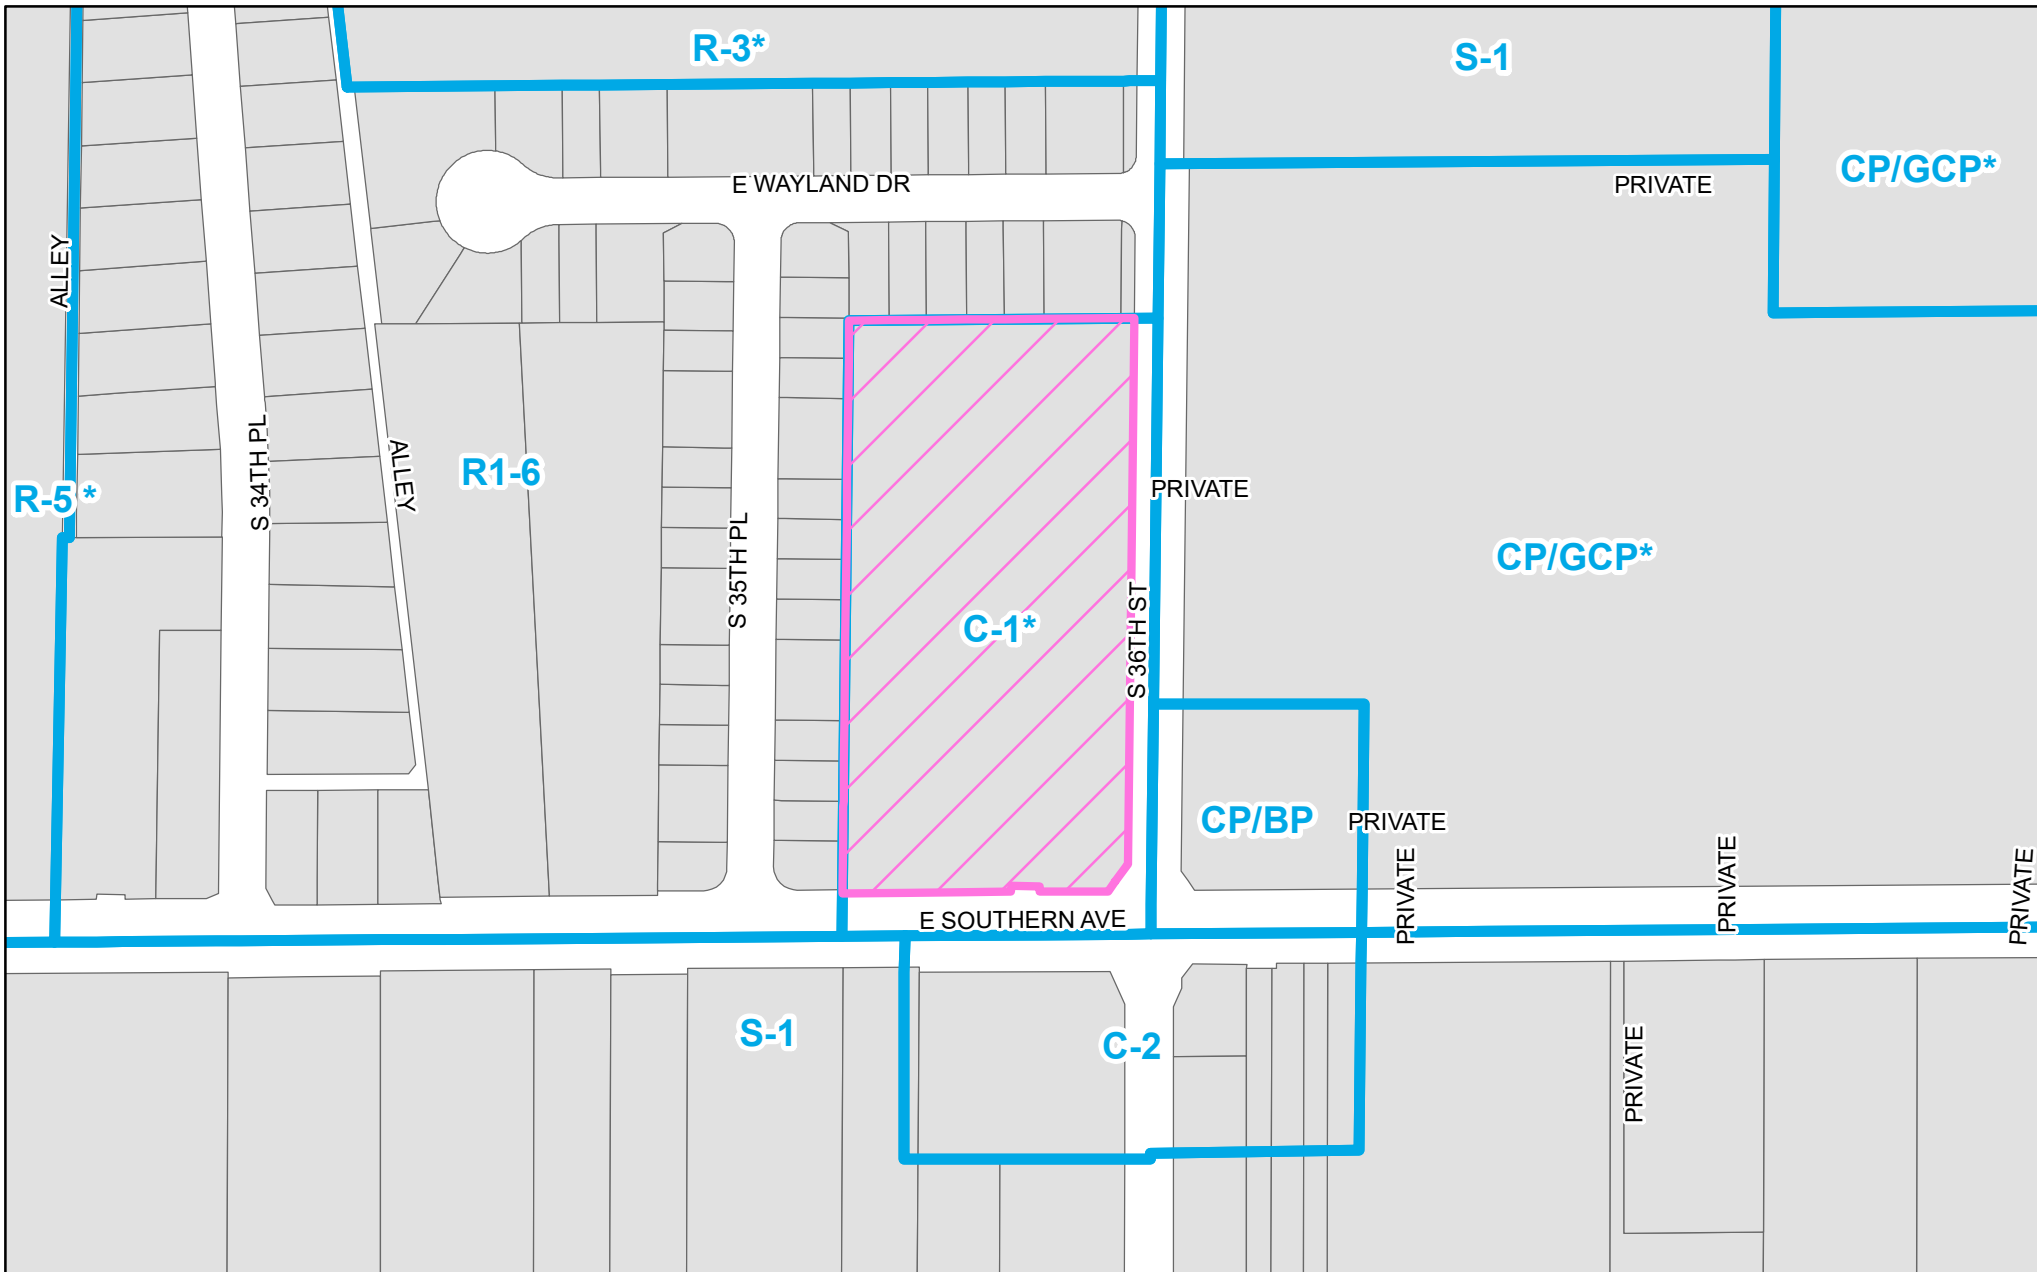 R-3*
S-1
CP/GCP*
E WAYLAND DR
PRIVATE
ALLEY
S 34TH PL
ALLEY
R1-6
R-5 *
S 35TH PL
PRIVATE
CP/GCP*
C-1*
S 36TH ST
CP/BP
PRIVATE
PRIVATE
PRIVATE
PRIVATE
E SOUTHERN AVE
S-1
C-2
PRIVATE